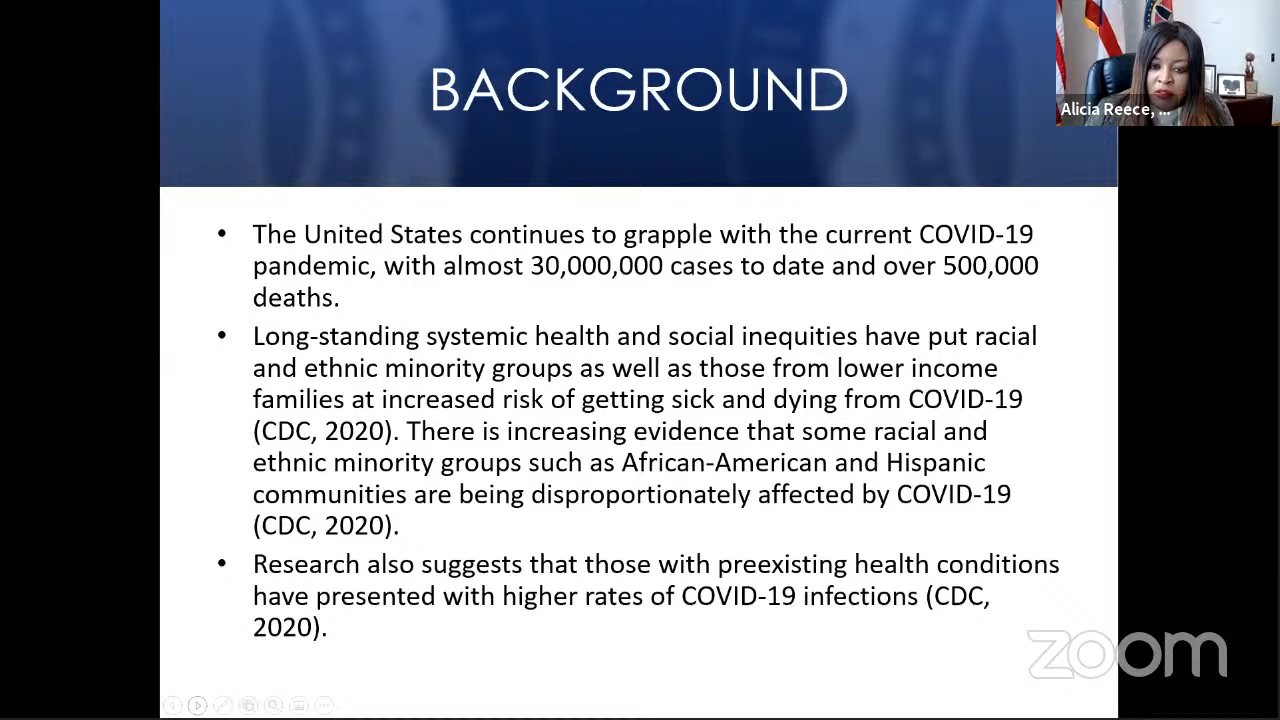 BACKGROUND
Alicia Reece, ...
• The United States continues to grapple with the current COVID-19
pandemic, with almost 30,000,000 cases to date and over 500,000
deaths.
• Long-standing systemic health and social inequities have put racial
and ethnic minority groups as well as those from lower income
families at increased risk of getting sick and dying from COVID-19
(CDC, 2020). There is increasing evidence that some racial and
ethnic minority groups such as African-American and Hispanic
communities are being disproportionately affected by COVID-19
(CDC, 2020).
• Research also suggests that those with preexisting health conditions
have presented with higher rates of COVID-19 infections (CDC,
2020).
zoom